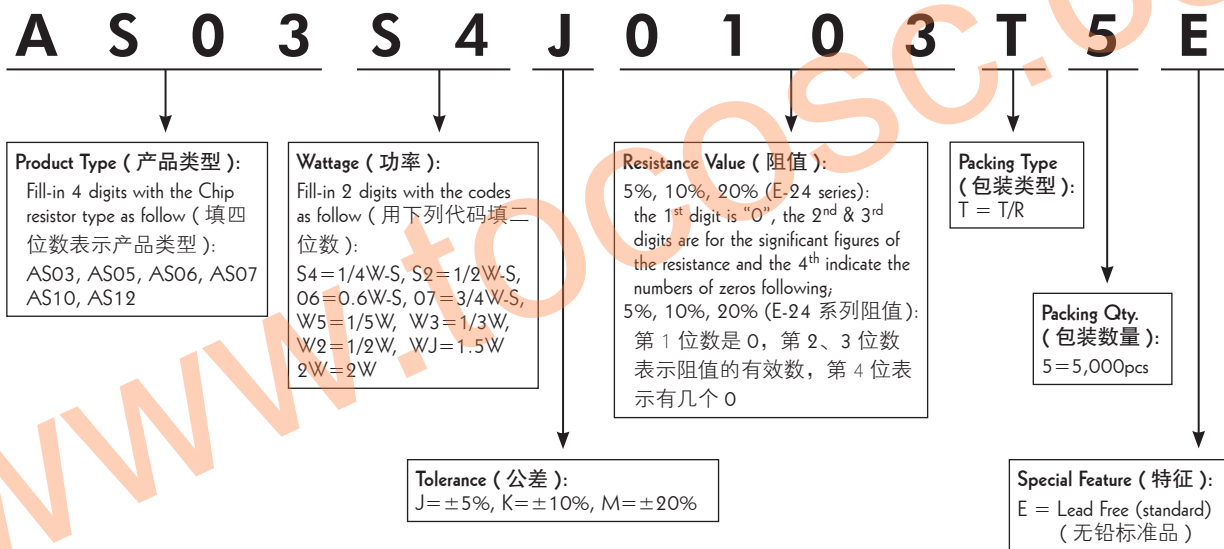 A S 0 3 S 4 J 0 1 0 3 T 5 E
Product Type ( 产品类型 ):
Fill-in 4 digits with the Chip
resistor type as follow ( 填四
位数表示产品类型 ):
AS03, AS05, AS06, AS07
AS10, AS12
Wattage ( 功率 ):
Fill-in 2 digits with the codes
as follow ( 用下列代码填二
位数 ):
S4=1/4W-S, S2=1/2W-S,
06=0.6W-S, 07=3/4W-S,
W5=1/5W, W3=1/3W,
W2=1/2W, WJ=1.5W
2W=2W
Resistance Value ( 阻值 ):
5%, 10%, 20% (E-24 series):
the 1st digit is “0”, the 2nd & 3rd
digits are for the significant figures of
the resistance and the 4th indicate the
numbers of zeros following;
5%, 10%, 20% (E-24 系列阻值):
第 1 位数是 0，第 2、3 位数
表示阻值的有效数，第 4 位表
示有几个 0
Packing Type
( 包装类型 ):
T = T/R
Packing Qty.
( 包装数量 ):
5=5,000pcs
Tolerance ( 公差 ):
J=±5%, K=±10%, M=±20%
Special Feature ( 特征 ):
E = Lead Free (standard)
( 无铅标准品 )
www.tocosc.co